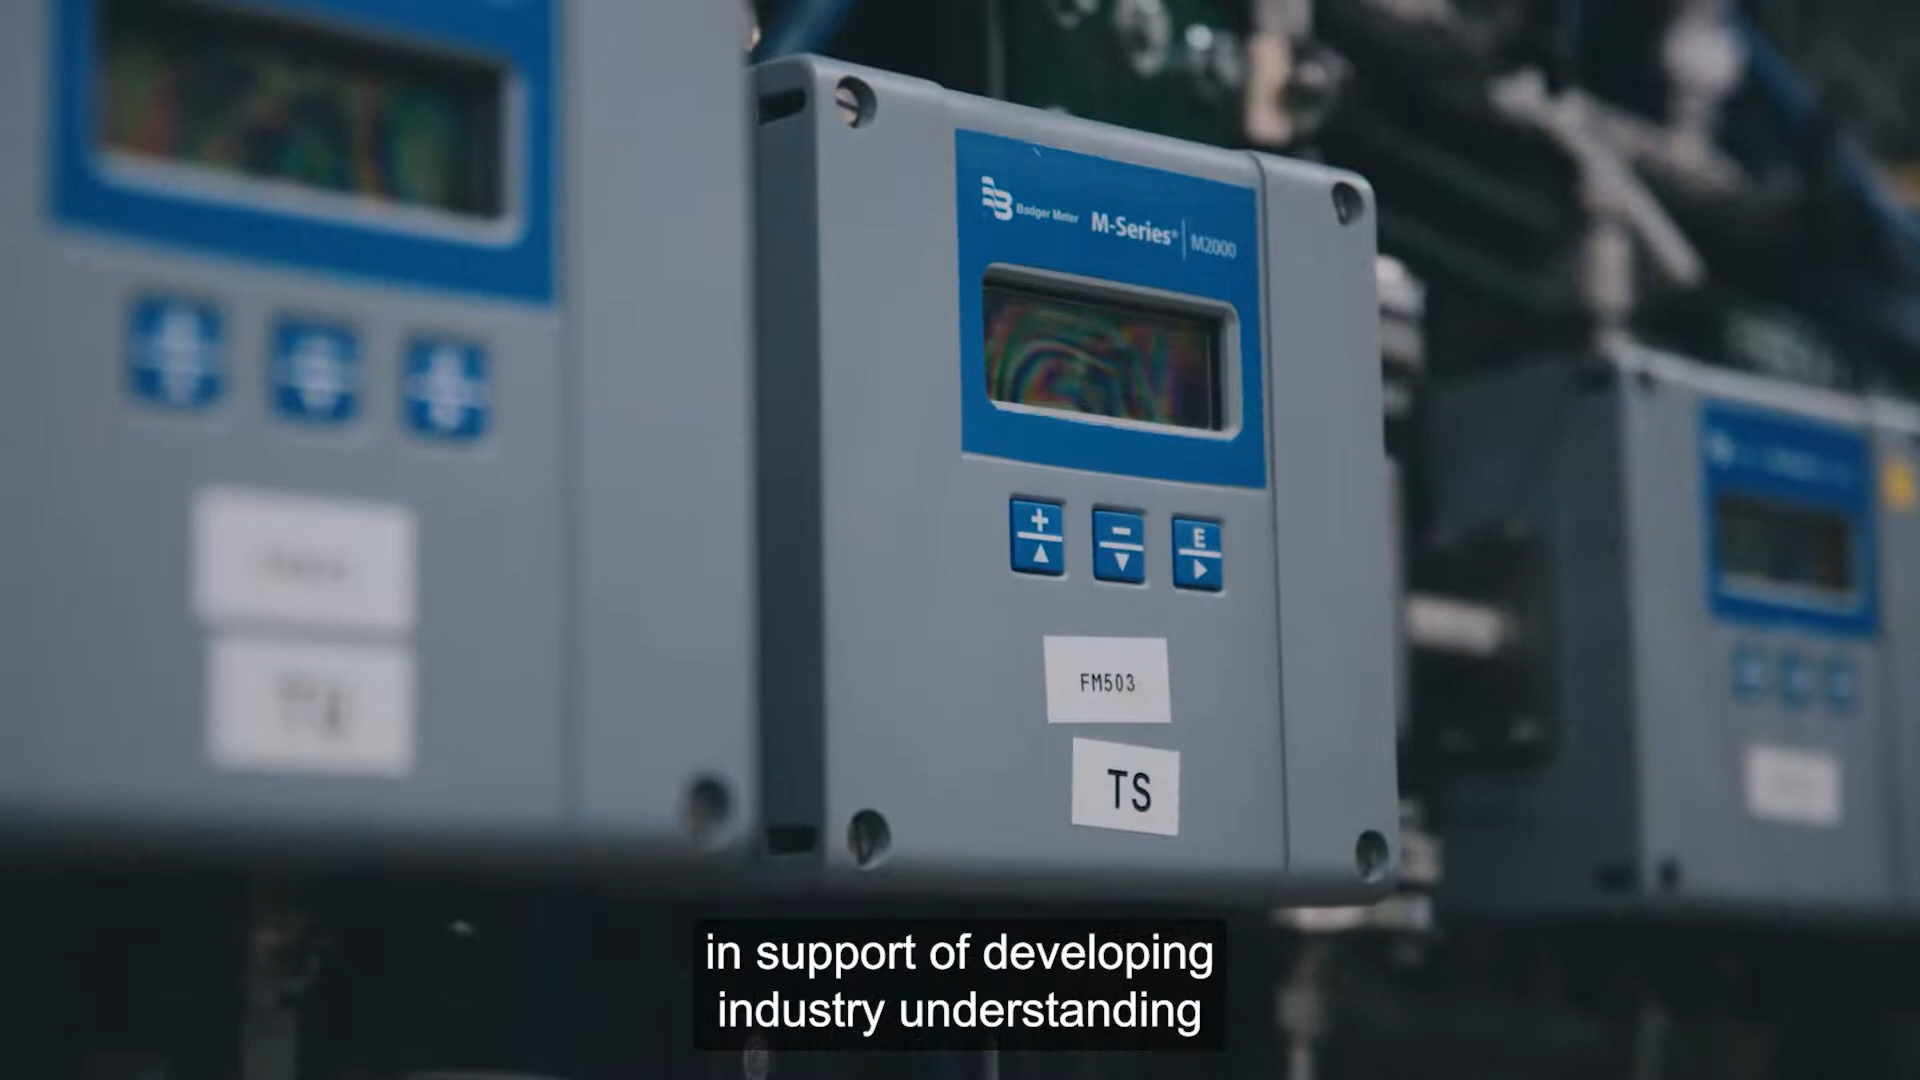 Badger Meter M-Series® M2000
+
-
E
FM503
TS
in support of developing
industry understanding